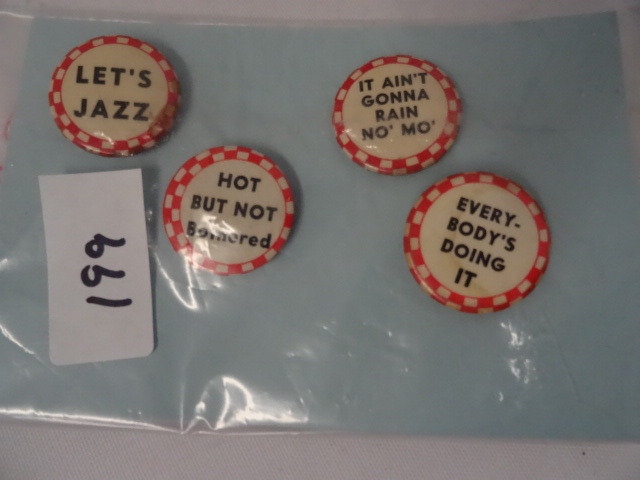 LET'S
JAZZ
IT AIN'T
GONNA
RAIN
NO' MO'
HOT
BUT NOT
Bothered
EVERY-
BODY'S
DOING
IT
199